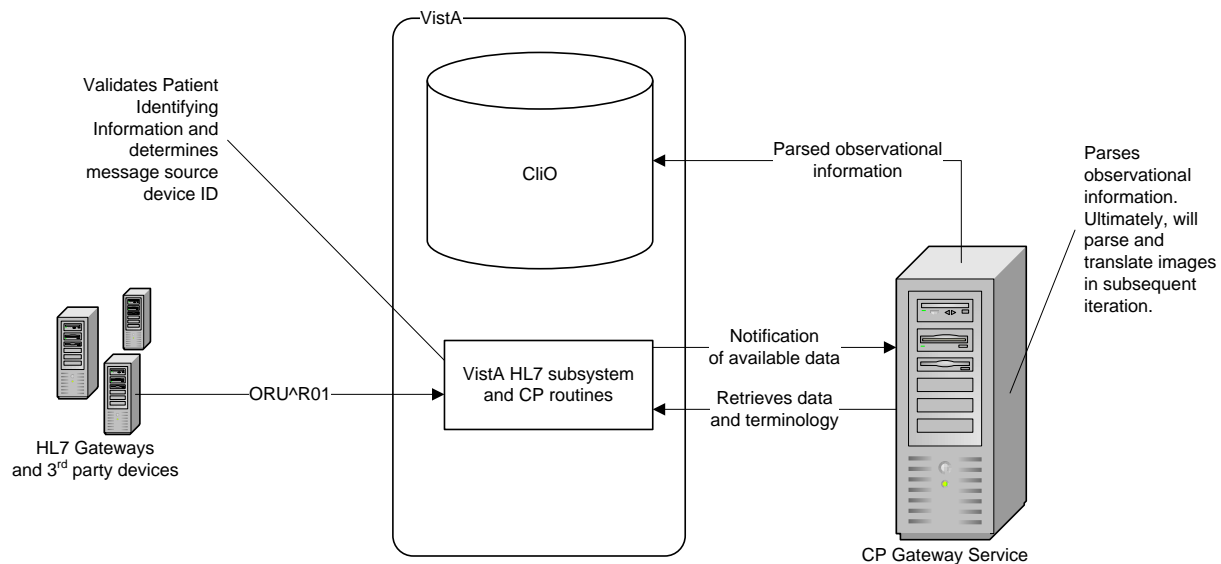 VistA
Validates Patient
Identifying
Information and
determines
message source
device ID
CliO
Parsed observational
information
Parses
observational
information.
Ultimately, will
parse and
translate images
in subsequent
iteration.
Notification
of available data
VistA HL7 subsystem
and CP routines
ORU^R01
Retrieves data
and terminology
HL7 Gateways
and 3rd party devices
CP Gateway Service